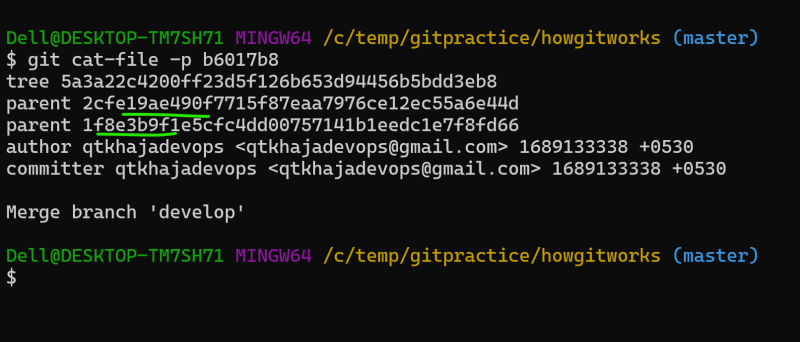 Dell@DESKTOP-TM7SH71 MINGW64 /c/temp/gitpractice/howgitworks (master)
$ git cat-file -p b6017b8
tree 5a3a22c4200ff23d5f126b653d94456b5bdd3eb8
parent 2cfe19ae490f7715f87eaa7976ce12ec55a6e44d
parent 1f8e3b9f1e5cfc4dd00757141b1eedc1e7f8fd66
author qtkhajadevops <qtkhajadevops@gmail.com> 1689133338 +0530
committer qtkhajadevops <qtkhajadevops@gmail.com> 1689133338 +0530
Merge branch 'develop'
Dell@DESKTOP-TM7SH71 MINGW64 /c/temp/gitpractice/howgitworks (master)
$